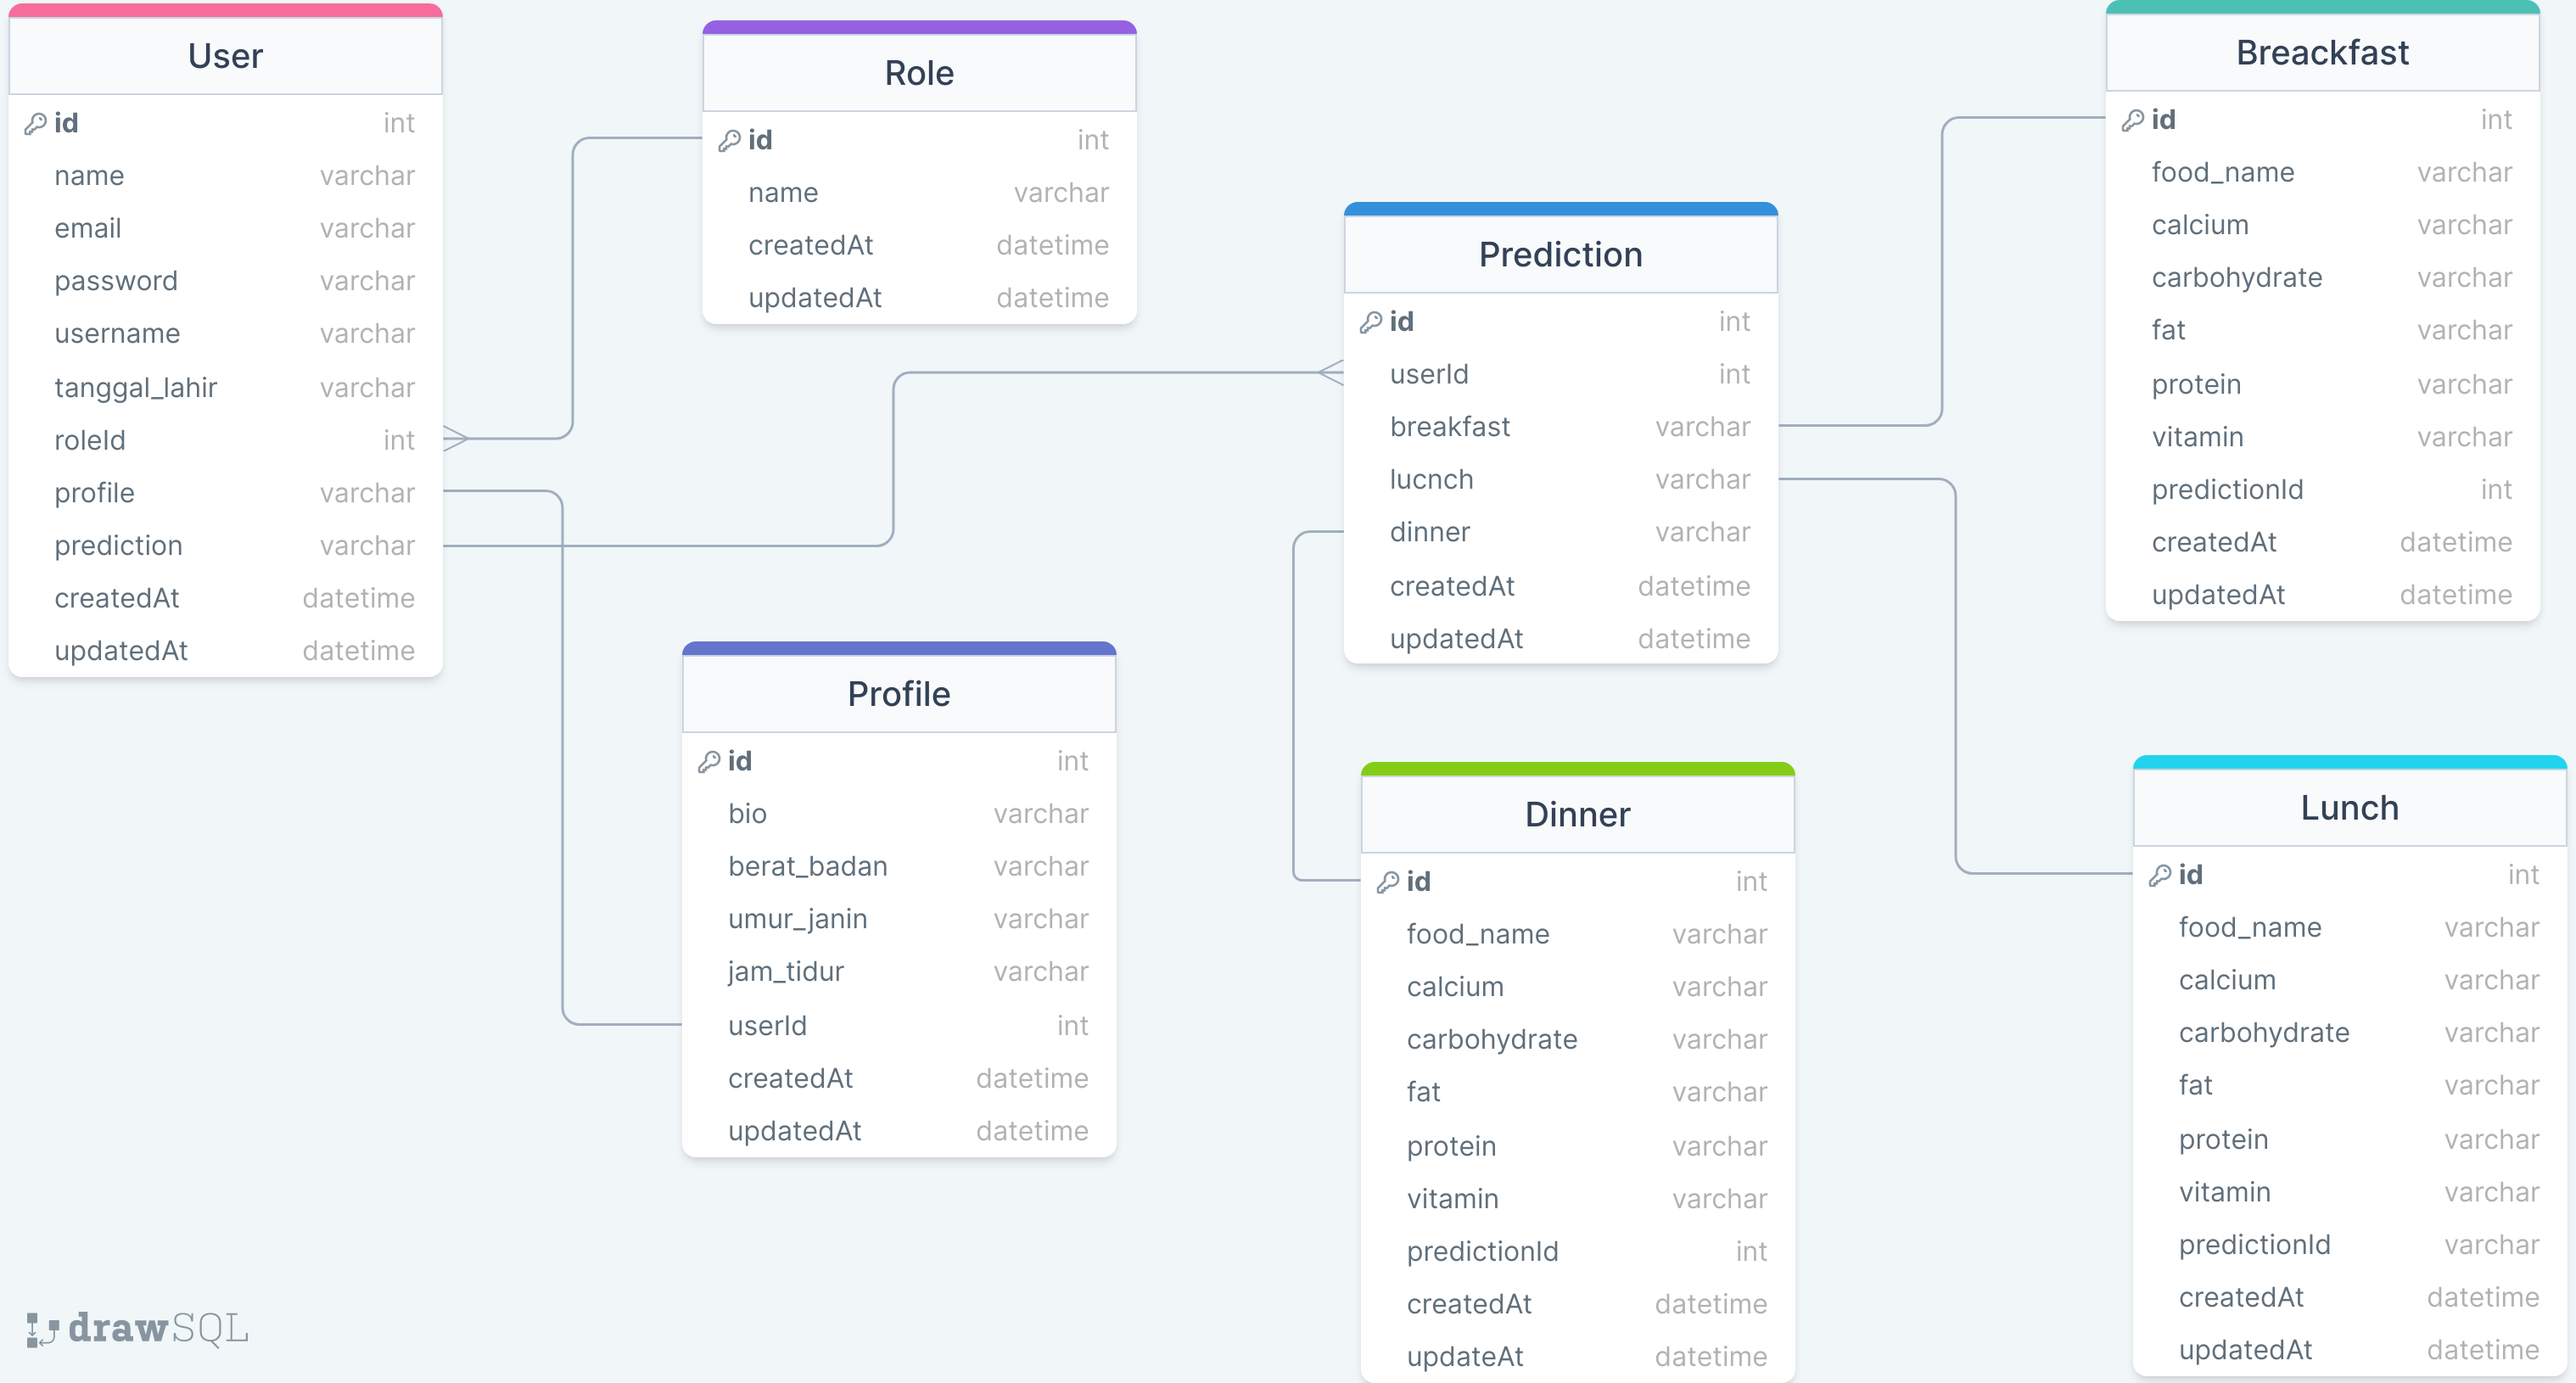 User
id int
name varchar
email varchar
password varchar
username varchar
tanggal_lahir varchar
roleId int
profile varchar
prediction varchar
createdAt datetime
updatedAt datetime
Role
id int
name varchar
createdAt datetime
updatedAt datetime
Profile
id int
bio varchar
berat_badan varchar
umur_janin varchar
jam_tidur varchar
userId int
createdAt datetime
updatedAt datetime
Prediction
id int
userId int
breakfast varchar
lucnch varchar
dinner varchar
createdAt datetime
updatedAt datetime
Dinner
id int
food_name varchar
calcium varchar
carbohydrate varchar
fat varchar
protein varchar
vitamin varchar
predictionId int
createdAt datetime
updateAt datetime
Breackfast
id int
food_name varchar
calcium varchar
carbohydrate varchar
fat varchar
protein varchar
vitamin varchar
predictionId int
createdAt datetime
updatedAt datetime
Lunch
id int
food_name varchar
calcium varchar
carbohydrate varchar
fat varchar
protein varchar
vitamin varchar
predictionId varchar
createdAt datetime
updatedAt datetime
drawSQL